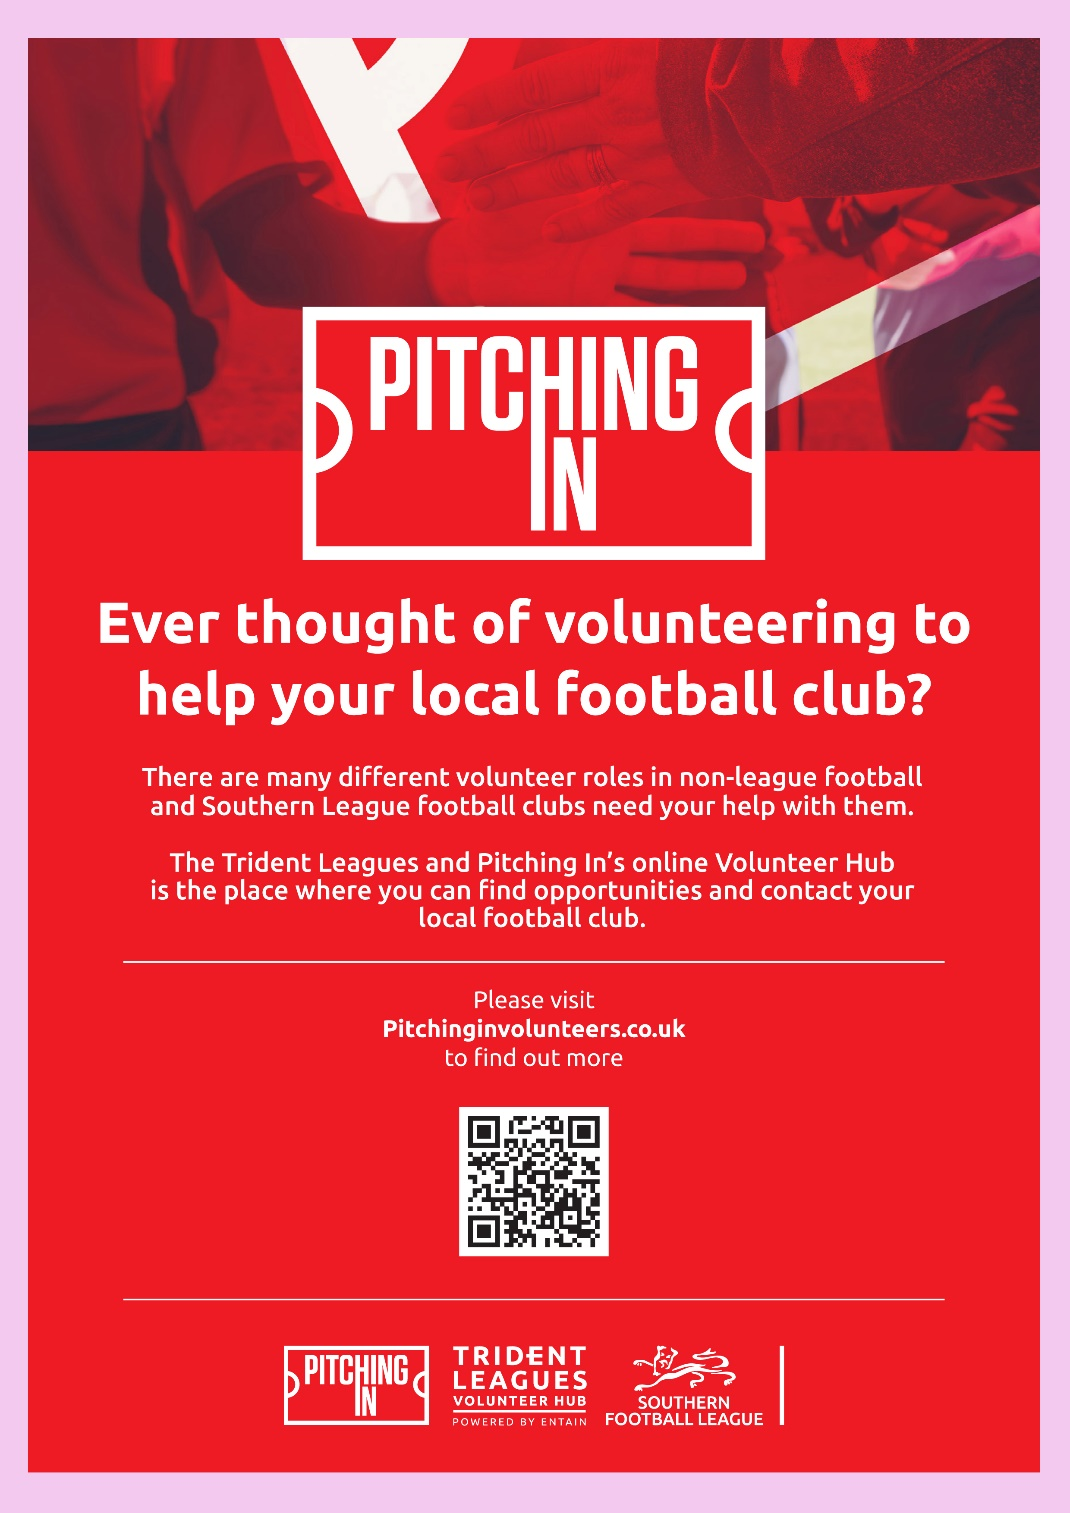 PITCHING
IN
Ever thought of volunteering to
help your local football club?
There are many different volunteer roles in non-league football
and Southern League football clubs need your help with them.
The Trident Leagues and Pitching In’s online Volunteer Hub
is the place where you can find opportunities and contact your
local football club.
Please visit
Pitchinginvolunteers.co.uk
to find out more
PITCHING
IN
TRIDENT
LEAGUES
VOLUNTEER HUB
POWERED BY ENTAIN
SOUTHERN
FOOTBALL LEAGUE